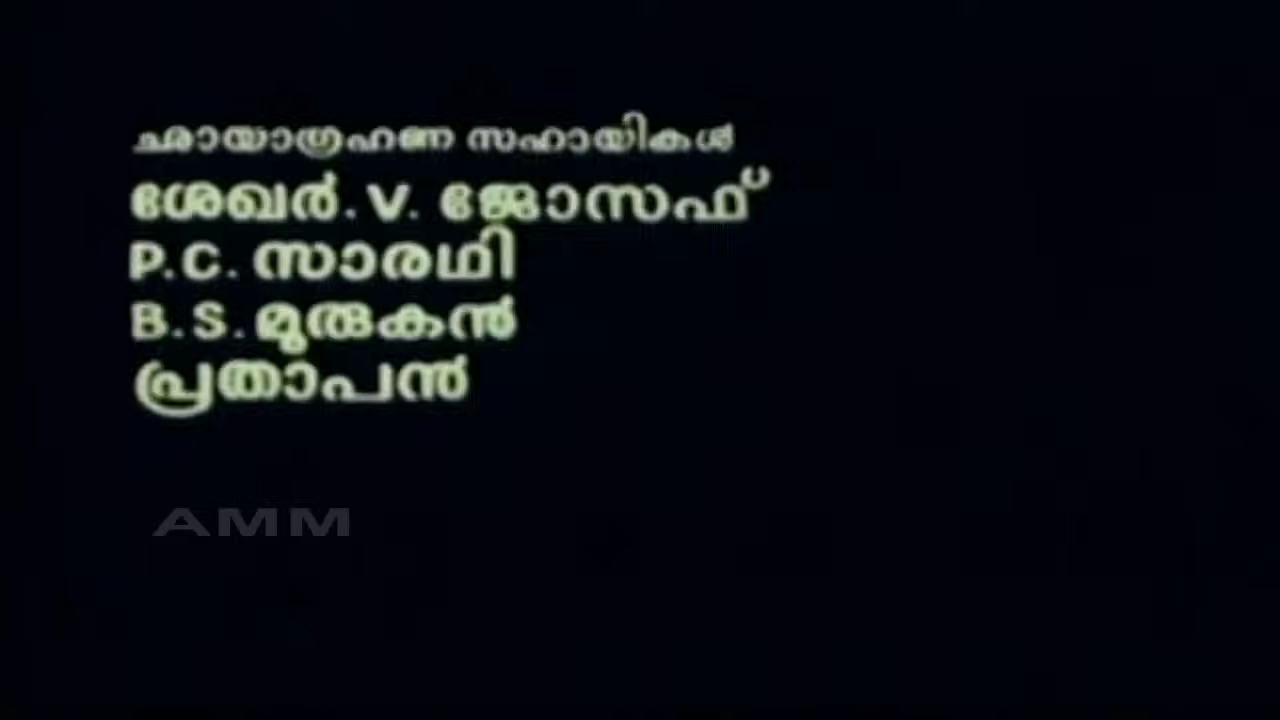 ഛായാഗ്രഹണ സഹായികൾ
ശേഖർ. V. ജോസഫ്
P.C. സാരഥി
B.S. മുരുകൻ
പ്രതാപൻ
AMM